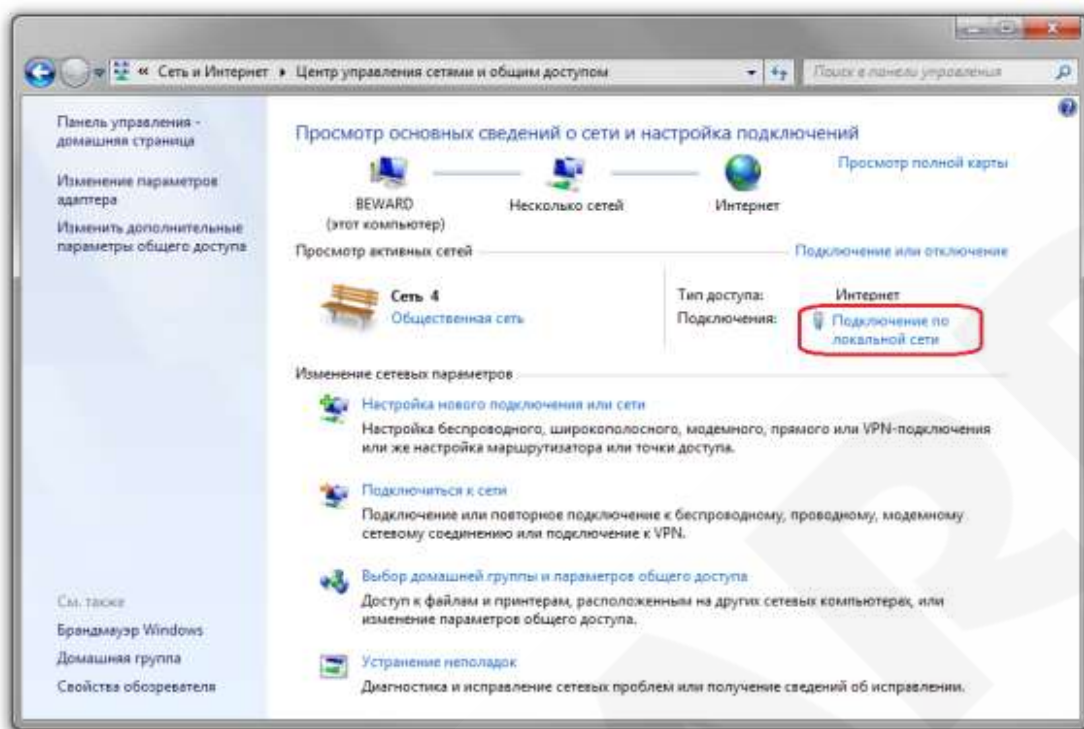 « Сеть и Интернет ▸ Центр управления сетями и общим доступом
Поиск в панели управления
Панель управления -
домашняя страница
Изменение параметров
адаптера
Изменить дополнительные
параметры общего доступа
Просмотр основных сведений о сети и настройка подключений
Просмотр полной карты
BEWARD
(этот компьютер)
Несколько сетей
Интернет
Просмотр активных сетей
Подключение или отключение
Сеть 4
Общественная сеть
Тип доступа: Интернет
Подключения: Подключение по
локальной сети
Изменение сетевых параметров
Настройка нового подключения или сети
Настройка беспроводного, широкополосного, модемного, прямого или VPN-подключения
или же настройка маршрутизатора или точки доступа.
Подключиться к сети
Подключение или повторное подключение к беспроводному, проводному, модемному
сетевому соединению или подключение к VPN.
Выбор домашней группы и параметров общего доступа
Доступ к файлам и принтерам, расположенным на других сетевых компьютерах, или
изменение параметров общего доступа.
Устранение неполадок
Диагностика и исправление сетевых проблем или получение сведений об исправлении.
См. также
Брандмауэр Windows
Домашняя группа
Свойства обозревателя